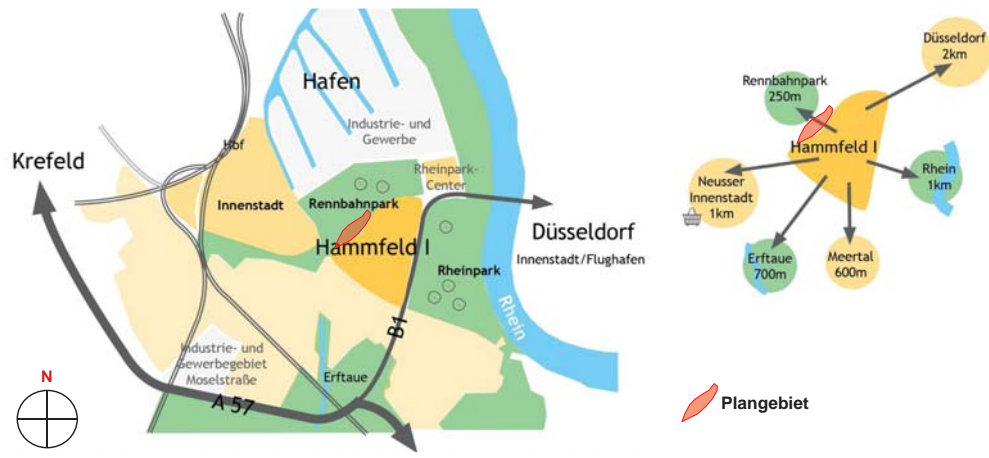 Hafen
Industrie- und
Gewerbe
Hbf
Krefeld
Rheinpark-
Center
Innenstadt
Rennbahnpark
Hammfeld I
Düsseldorf
Innenstadt/Flughafen
Rheinpark
Rhein
B1
Industrie- und
Gewerbegebiet
Moselstraße
Erftaue
A 57
N
Düsseldorf
2km
Rennbahnpark
250m
Hammfeld I
Neusser
Innenstadt
1km
Rhein
1km
Erftaue
700m
Meertal
600m
Plangebiet